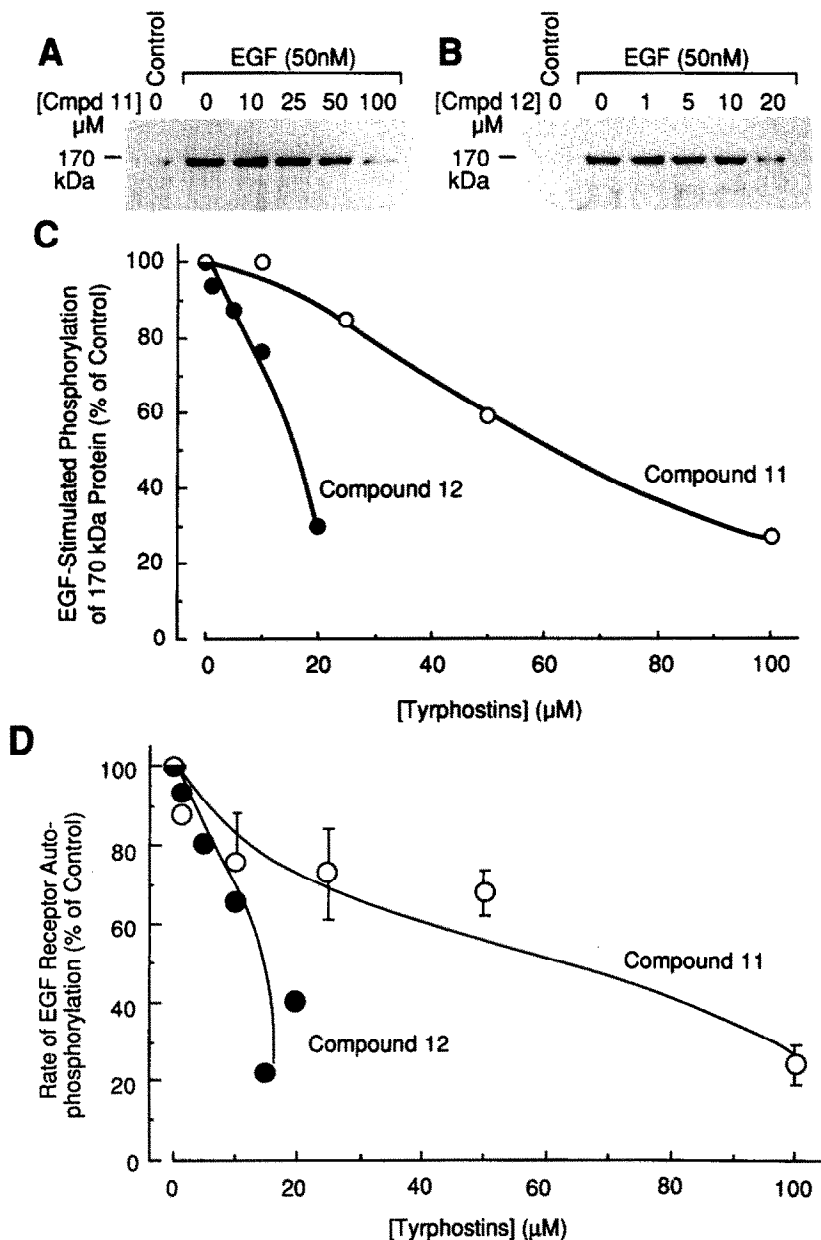 A
Control
EGF (50nM)
[Cmpd 11] 0 0 10 25 50 100
µM
170
kDa
B
Control
EGF (50nM)
[Cmpd 12] 0 0 1 5 10 20
µM
170
kDa
C
EGF-Stimulated Phosphorylation
of 170 kDa Protein (% of Control)
100
80
60
40
20
0
Compound 12
Compound 11
0 20 40 60 80 100
[Tyrphostins] (µM)
D
Rate of EGF Receptor Auto-
phosphorylation (% of Control)
100
80
60
40
20
0
Compound 11
Compound 12
0 20 40 60 80 100
[Tyrphostins] (µM)